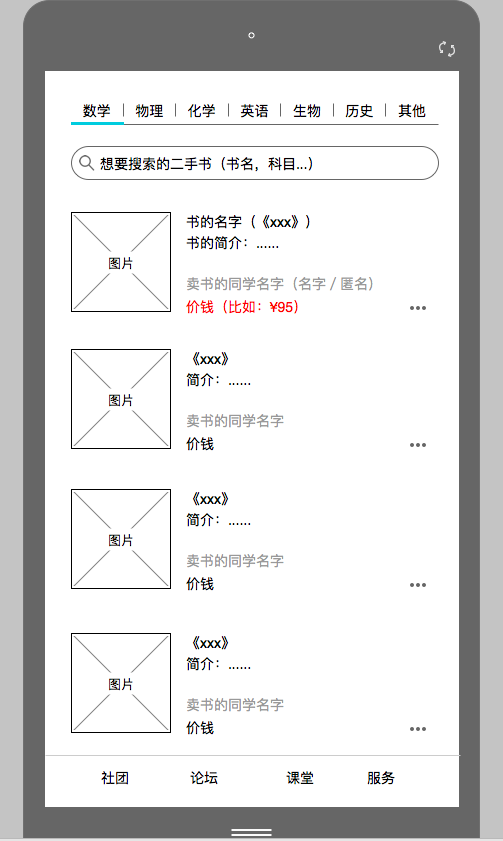 数学 | 物理 | 化学 | 英语 | 生物 | 历史 | 其他
想要搜索的二手书（书名，科目...）
图片
书的名字（《xxx》）
书的简介：......
卖书的同学名字（名字 / 匿名）
价钱（比如：¥95）
图片
《xxx》
简介：......
卖书的同学名字
价钱
图片
《xxx》
简介：......
卖书的同学名字
价钱
图片
《xxx》
简介：......
卖书的同学名字
价钱
社团 论坛 课堂 服务